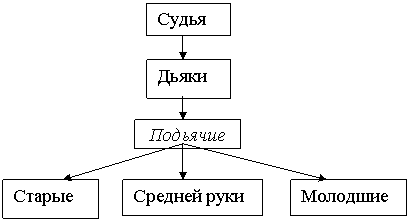 Судья
Дьяки
Подьячие
Старые
Средней руки
Молодшие